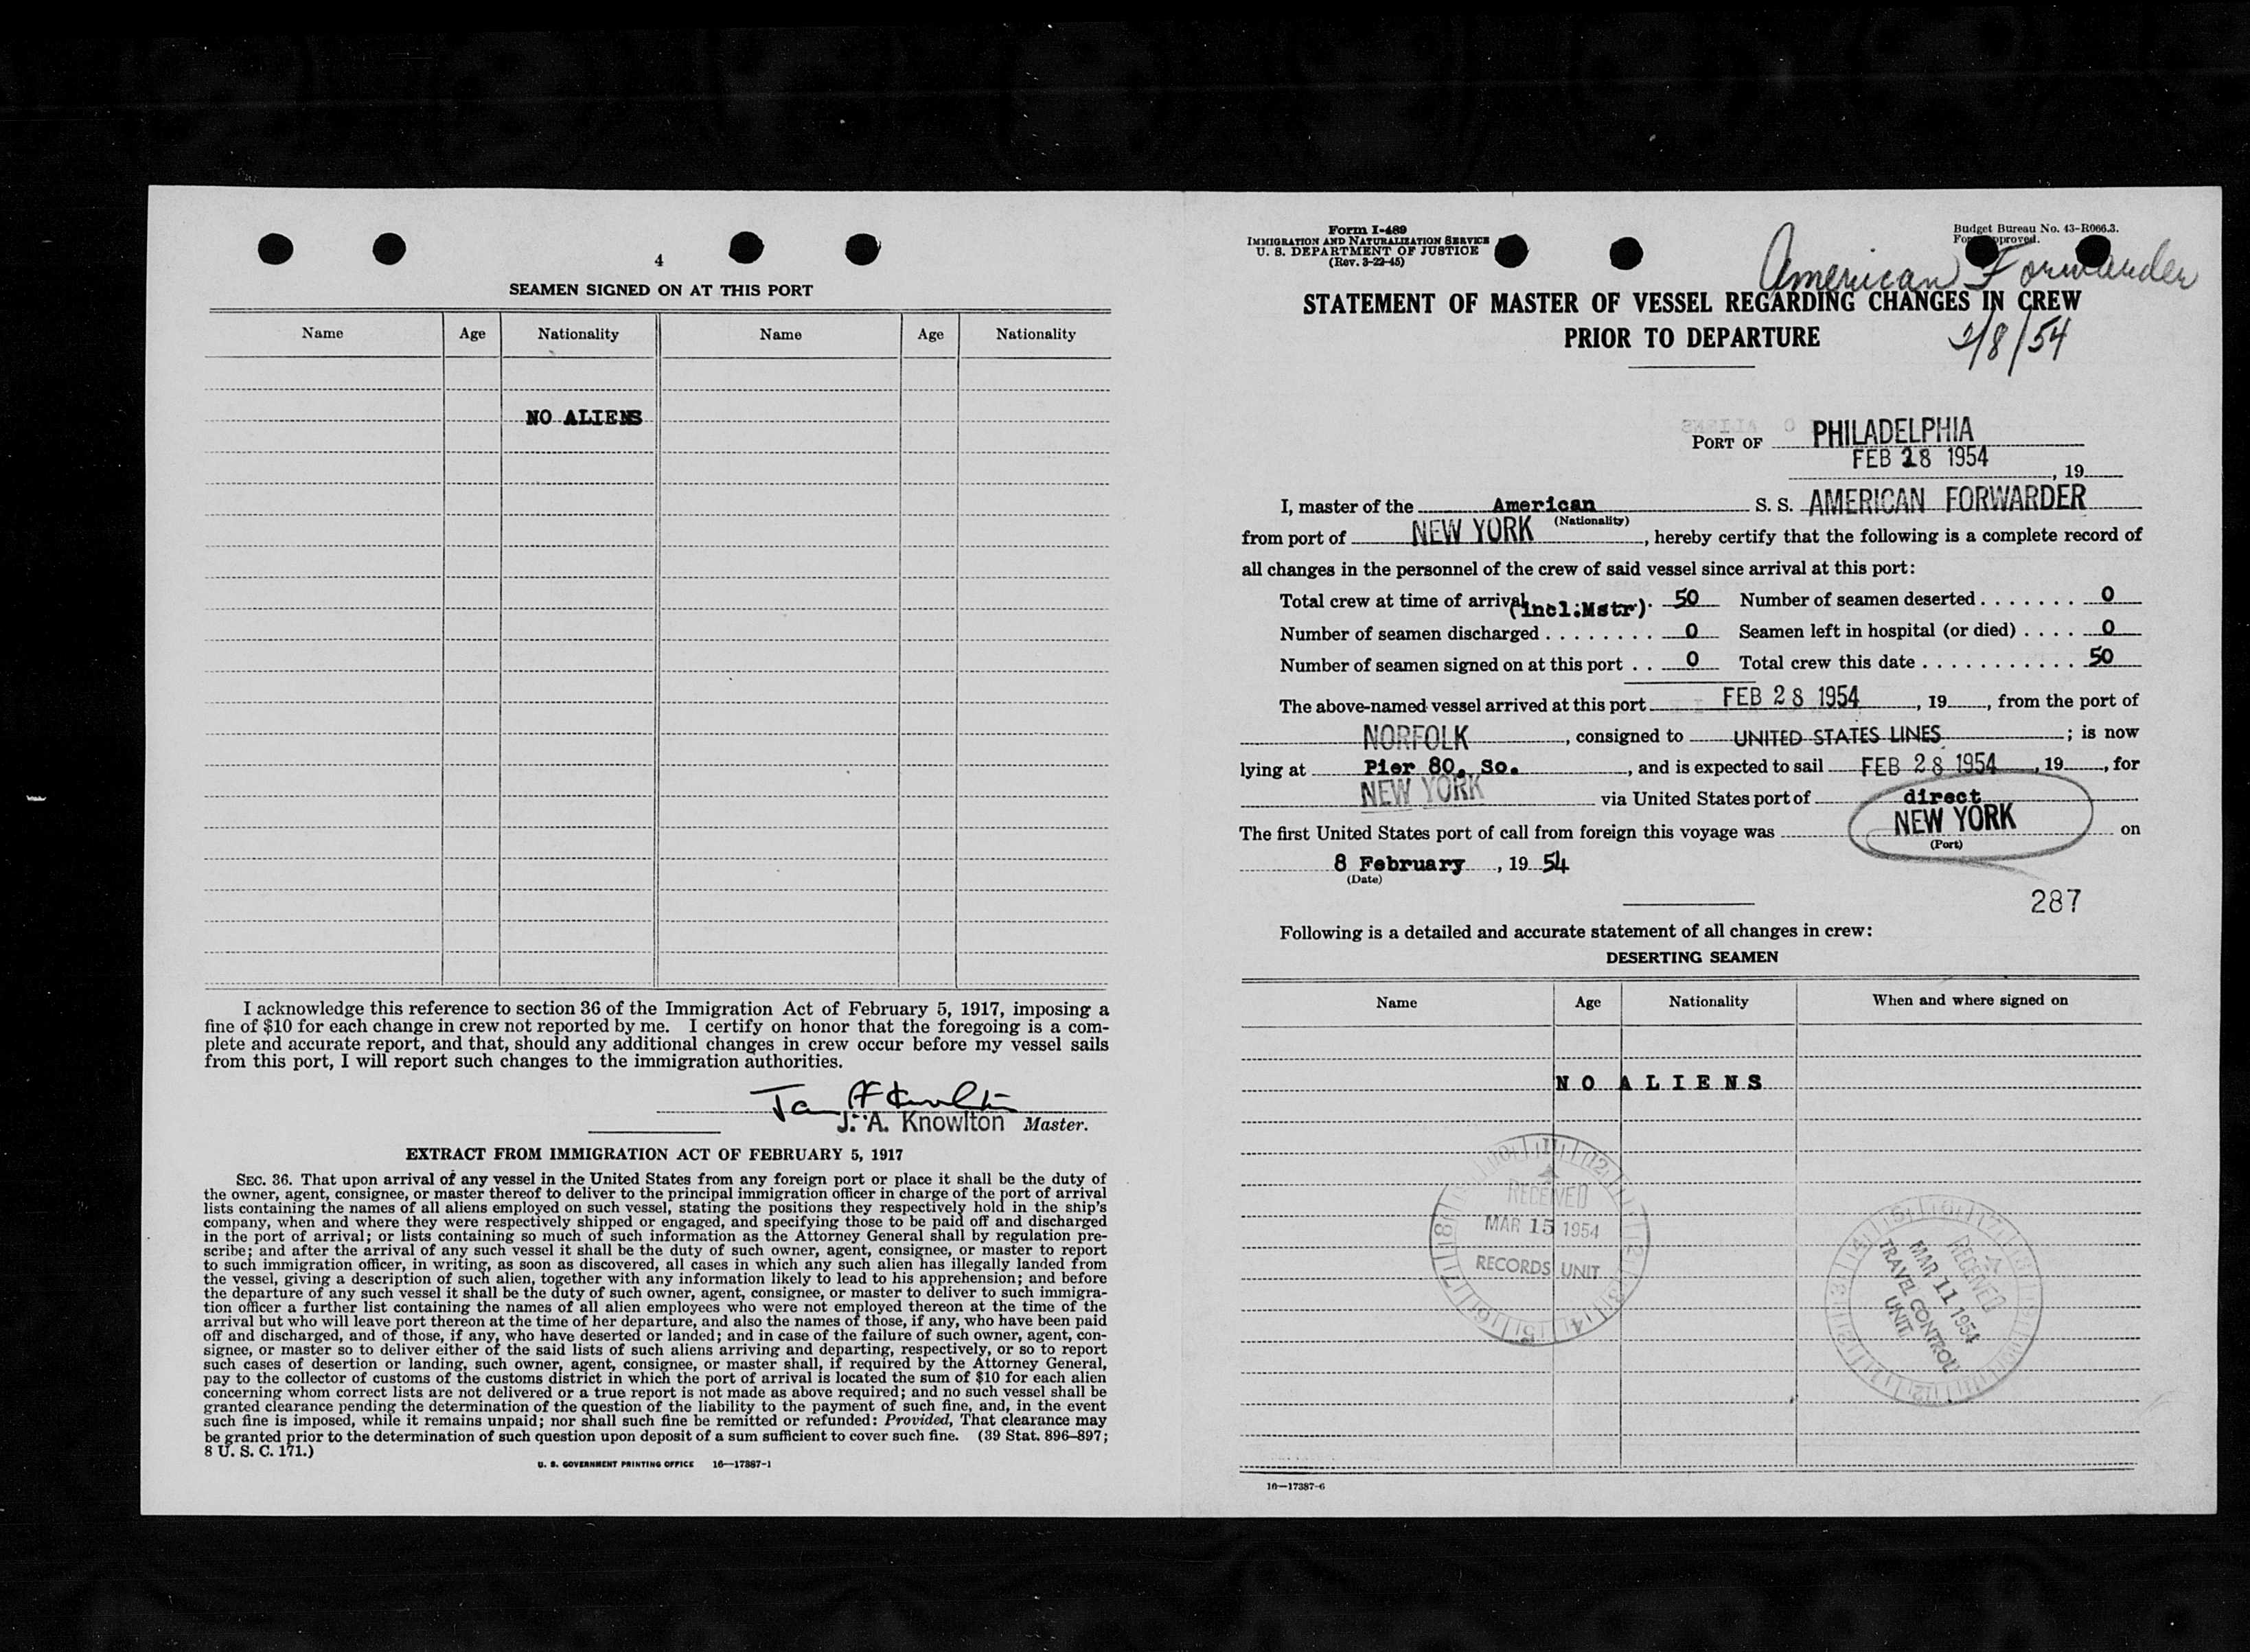 4
SEAMEN SIGNED ON AT THIS PORT
Name Age Nationality Name Age Nationality
NO ALIENS
I acknowledge this reference to section 36 of the Immigration Act of February 5, 1917, imposing a
fine of $10 for each change in crew not reported by me. I certify on honor that the foregoing is a com-
plete and accurate report, and that, should any additional changes in crew occur before my vessel sails
from this port, I will report such changes to the immigration authorities.
J. A. Knowlton Master.
EXTRACT FROM IMMIGRATION ACT OF FEBRUARY 5, 1917
SEC. 36. That upon arrival of any vessel in the United States from any foreign port or place it shall be the duty of
the owner, agent, consignee, or master thereof to deliver to the principal immigration officer in charge of the port of arrival
lists containing the names of all aliens employed on such vessel, stating the positions they respectively hold in the ship's
company, when and where they were respectively shipped or engaged, and specifying those to be paid off and discharged
in the port of arrival; or lists containing so much of such information as the Attorney General shall by regulation pre-
scribe; and after the arrival of any such vessel it shall be the duty of such owner, agent, consignee, or master to report
to such immigration officer, in writing, as soon as discovered, all cases in which any such alien has illegally landed from
the vessel, giving a description of such alien, together with any information likely to lead to his apprehension; and before
the departure of any such vessel it shall be the duty of such owner, agent, consignee, or master to deliver to such immigra-
tion officer a further list containing the names of all alien employees who were not employed thereon at the time of the
arrival but who will leave port thereon at the time of her departure, and also the names of those, if any, who have been paid
off and discharged, and of those, if any, who have deserted or landed; and in case of the failure of such owner, agent, con-
signee, or master so to deliver either of the said lists of such aliens arriving and departing, respectively, or so to report
such cases of desertion or landing, such owner, agent, consignee, or master shall, if required by the Attorney General,
pay to the collector of customs of the customs district in which the port of arrival is located the sum of $10 for each alien
concerning whom correct lists are not delivered or a true report is not made as above required; and no such vessel shall be
granted clearance pending the determination of the question of the liability to the payment of such fine, and, in the event
such fine is imposed, while it remains unpaid; nor shall such fine be remitted or refunded: Provided, That clearance may
be granted prior to the determination of such question upon deposit of a sum sufficient to cover such fine. (39 Stat. 896–897;
8 U. S. C. 171.)
U. S. GOVERNMENT PRINTING OFFICE 16—17387-1
Form I-489
IMMIGRATION AND NATURALIZATION SERVICE
U. S. DEPARTMENT OF JUSTICE
(Rev. 3-22-45)
Budget Bureau No. 43-R066.3.
American Forwarder
STATEMENT OF MASTER OF VESSEL REGARDING CHANGES IN CREW
PRIOR TO DEPARTURE
2/8/54
PORT OF PHILADELPHIA
FEB 28 1954 , 19
I, master of the American S. S. AMERICAN FORWARDER
(Nationality)
from port of NEW YORK , hereby certify that the following is a complete record of
all changes in the personnel of the crew of said vessel since arrival at this port:
Total crew at time of arrival (incl.Mstr). 50 Number of seamen deserted . . . . . . . 0
Number of seamen discharged . . . . . . . . 0 Seamen left in hospital (or died) . . . . 0
Number of seamen signed on at this port . . 0 Total crew this date . . . . . . . . . . . 50
The above-named vessel arrived at this port FEB 28 1954 , 19 , from the port of
NORFOLK , consigned to UNITED STATES LINES ; is now
lying at Pier 80, So. , and is expected to sail FEB 28 1954 , 19 , for
NEW YORK via United States port of direct
The first United States port of call from foreign this voyage was NEW YORK on
(Port)
8 February , 19 54
(Date)
287
Following is a detailed and accurate statement of all changes in crew:
DESERTING SEAMEN
Name Age Nationality When and where signed on
NO ALIENS
RECEIVED
MAR 15 1954
RECORDS UNIT
RECEIVED
MAR 11 1954
TRAVEL CONTROL
UNIT
16—17387-6